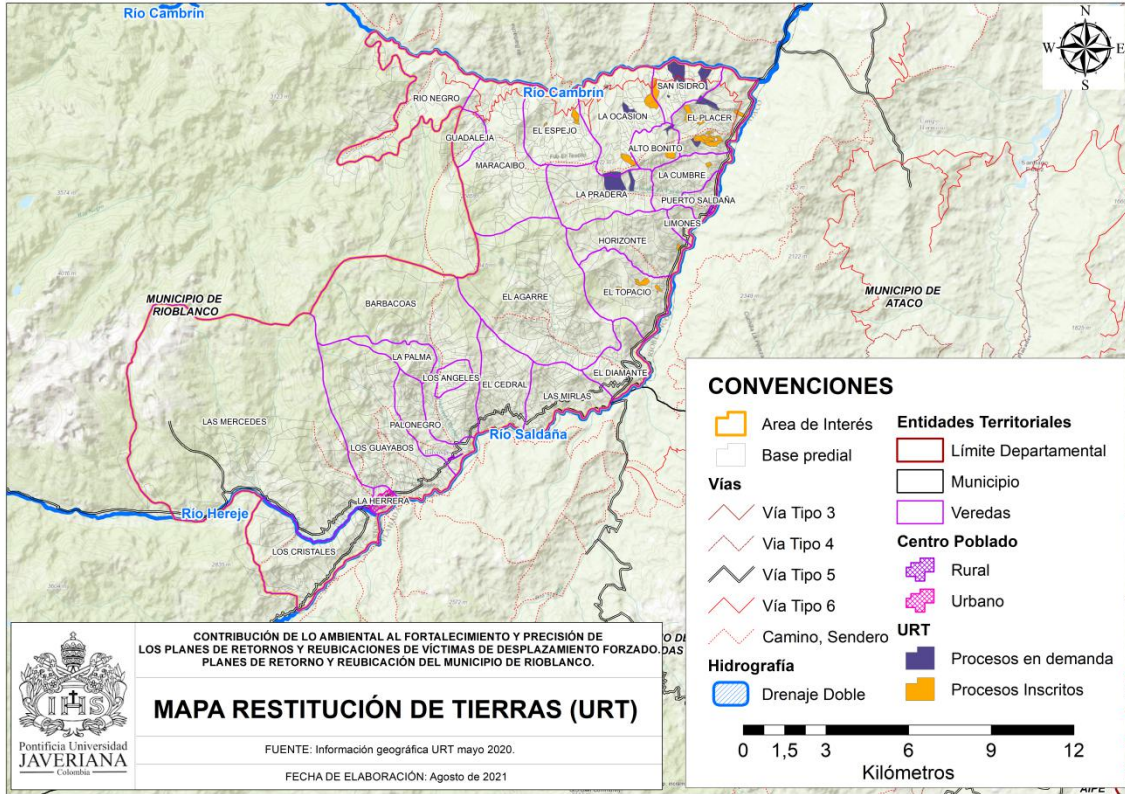 Río Cambrín
N
W E
S
SAN ISIDRO
RIO NEGRO
Río Cambrín
LA OCASION
EL PLACER
EL ESPEJO
GUADALEJA
ALTO BONITO
MARACAIBO
LA CUMBRE
LA PRADERA
PUERTO SALDAÑA
LIMONES
HORIZONTE
EL TOPACIO
MUNICIPIO DE
ATACO
MUNICIPIO DE
RIOBLANCO
BARBACOAS
EL AGARRE
LA PALMA
LOS ANGELES
EL CEDRAL
EL DIAMANTE
LAS MIRLAS
LAS MERCEDES
PALONEGRO
Río Saldaña
LOS GUAYABOS
LA HERRERA
Río Hereje
LOS CRISTALES
CONVENCIONES
Area de Interés
Base predial
Vías
Vía Tipo 3
Via Tipo 4
Vía Tipo 5
Vía Tipo 6
Camino, Sendero
Hidrografía
Drenaje Doble
Entidades Territoriales
Límite Departamental
Municipio
Veredas
Centro Poblado
Rural
Urbano
URT
Procesos en demanda
Procesos Inscritos
0 1,5 3 6 9 12
Kilómetros
AIPE
IHS
Pontificia Universidad
JAVERIANA
Colombia
CONTRIBUCIÓN DE LO AMBIENTAL AL FORTALECIMIENTO Y PRECISIÓN DE
LOS PLANES DE RETORNOS Y REUBICACIONES DE VÍCTIMAS DE DESPLAZAMIENTO FORZADO.
PLANES DE RETORNO Y REUBICACIÓN DEL MUNICIPIO DE RIOBLANCO.
MAPA RESTITUCIÓN DE TIERRAS (URT)
FUENTE: Información geográfica URT mayo 2020.
FECHA DE ELABORACIÓN: Agosto de 2021